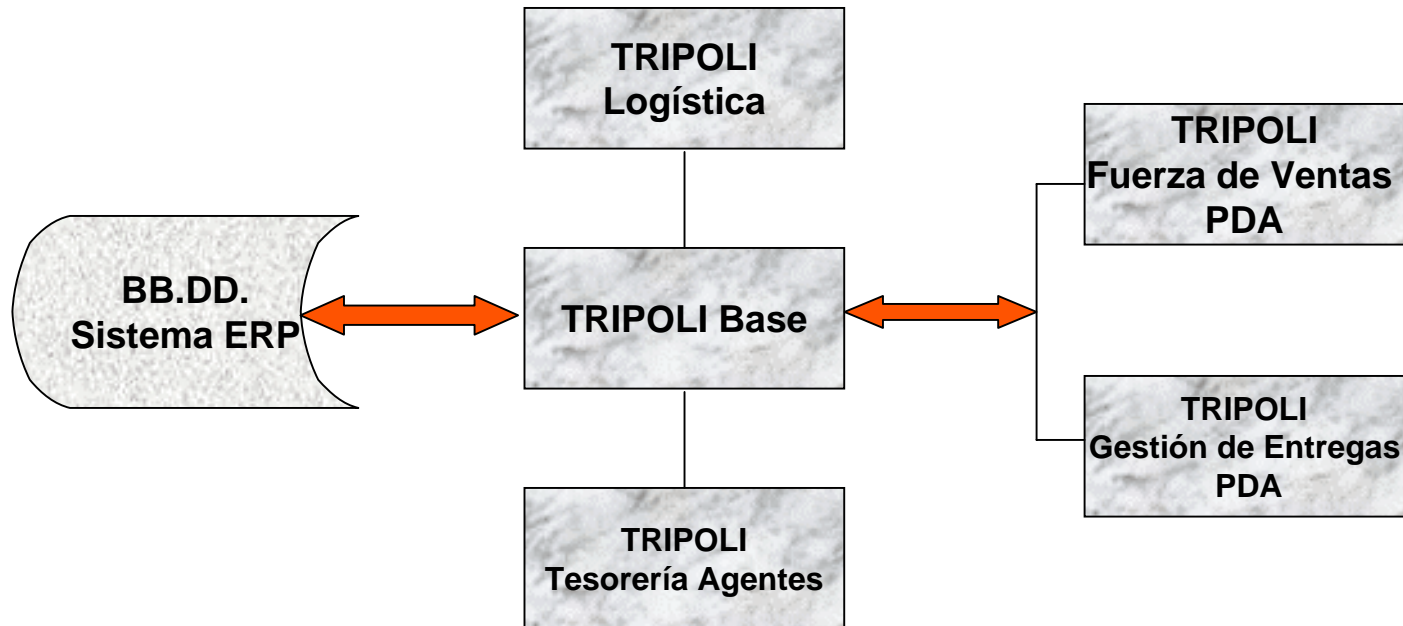 TRIPOLI
Logística
TRIPOLI
Fuerza de Ventas
PDA
BB.DD.
Sistema ERP
TRIPOLI Base
TRIPOLI
Gestión de Entregas
PDA
TRIPOLI
Tesorería Agentes